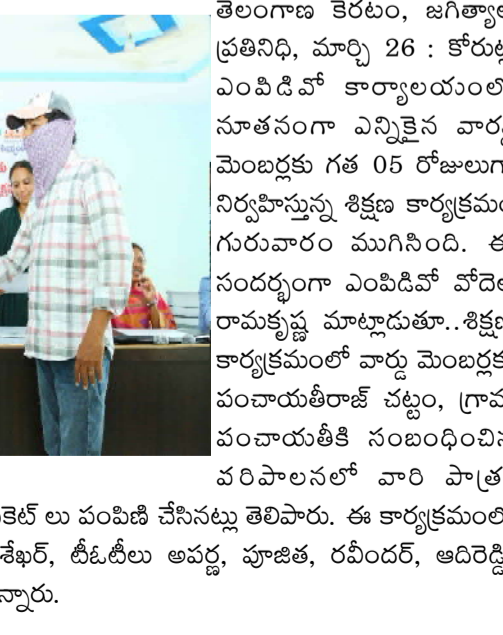 తెలంగాణ కెరటం, జగిత్యాల
ప్రతినిధి, మార్చి 26 : కోరుట్ల
ఎంపిడివో కార్యాలయంలో
నూతనంగా ఎన్నికైన వార్డు
మెంబర్లకు గత 05 రోజులుగా
నిర్వహిస్తున్న శిక్షణ కార్యక్రమం
గురువారం ముగిసింది. ఈ
సందర్భంగా ఎంపిడివో వోదెల
రామకృష్ణ మాట్లాడుతూ..శిక్షణ
కార్యక్రమంలో వార్డు మెంబర్లకు
పంచాయతీరాజ్ చట్టం, గ్రామ
పంచాయతీకి సంబంధించిన
వరిపాలనలో వారి పాత్ర
కెట్ లు పంపిణి చేసినట్లు తెలిపారు. ఈ కార్యక్రమంలో
శేఖర్, టీఓటీలు అపర్ణ, పూజిత, రవీందర్, ఆదిరెడ్డి
న్నారు.